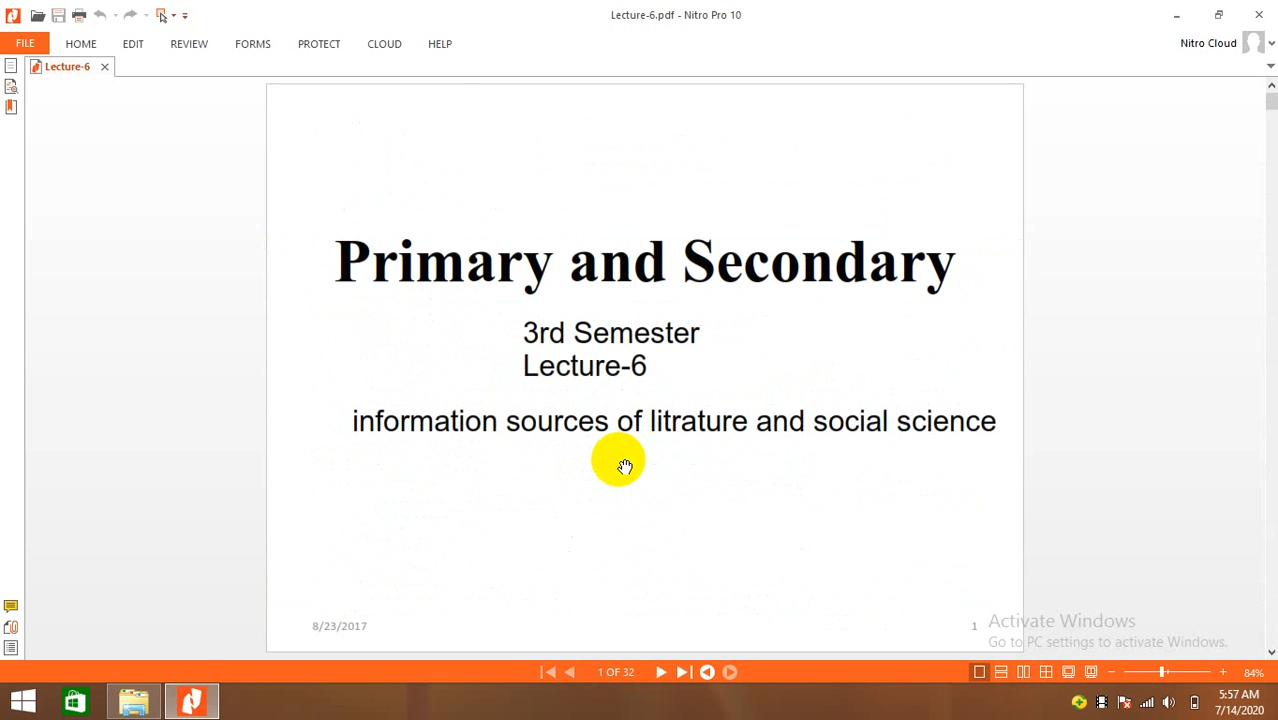 Lecture-6.pdf - Nitro Pro 10
FILE HOME EDIT REVIEW FORMS PROTECT CLOUD HELP Nitro Cloud
Lecture-6
Primary and Secondary
3rd Semester
Lecture-6
information sources of litrature and social science
8/23/2017 1
Activate Windows
Go to PC settings to activate Windows.
1 OF 32 84%
5:57 AM
7/14/2020